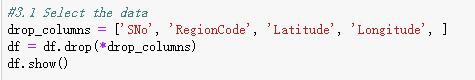 #3.1 Select the data
drop_columns = ['SNo', 'RegionCode', 'Latitude', 'Longitude', ]
df = df.drop(*drop_columns)
df.show()